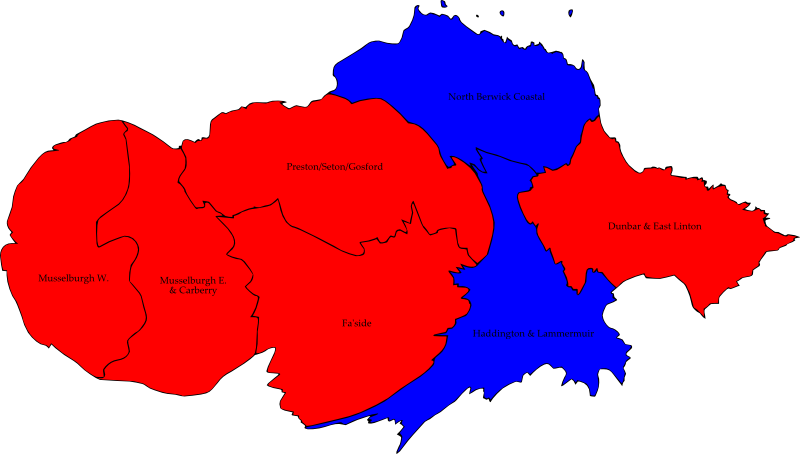 North Berwick Coastal
Preston/Seton/Gosford
Dunbar & East Linton
Musselburgh W.
Musselburgh E.
& Carberry
Fa'side
Haddington & Lammermuir